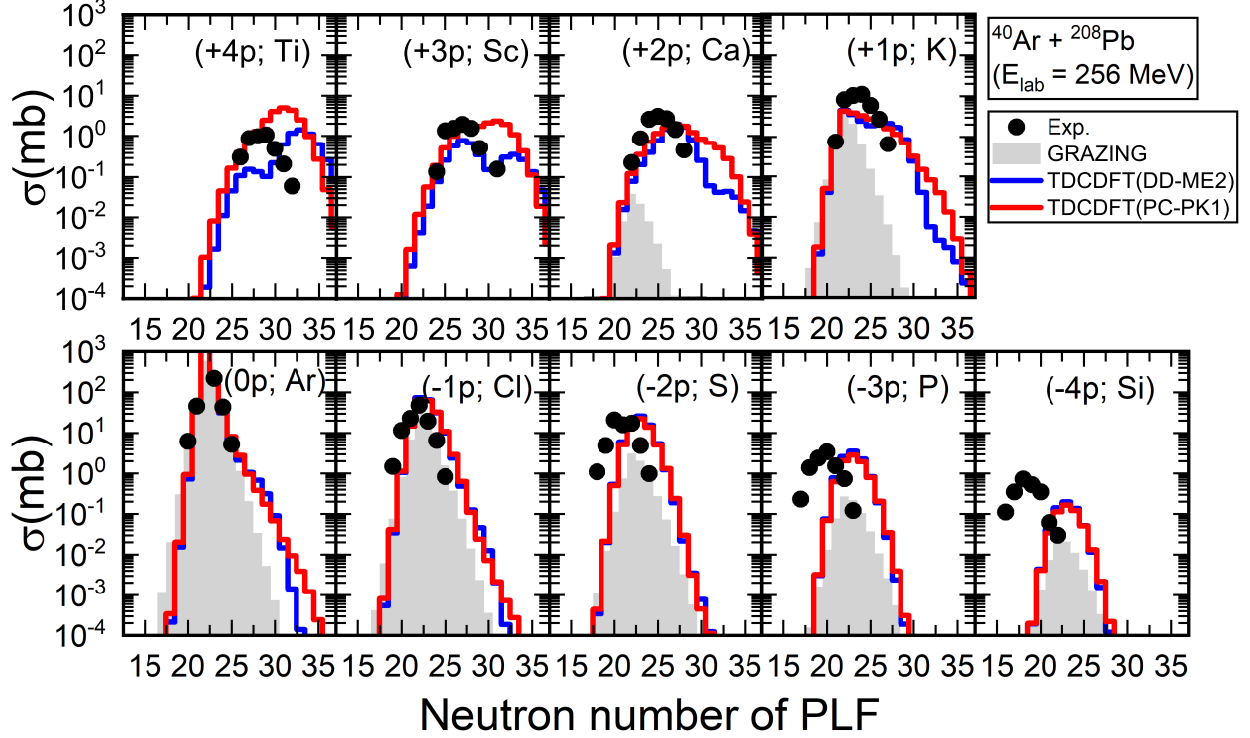 10³
10²
10¹
10⁰
10⁻¹
10⁻²
10⁻³
10⁻⁴
σ(mb)
(+4p; Ti)
(+3p; Sc)
(+2p; Ca)
(+1p; K)
⁴⁰Ar + ²⁰⁸Pb
(E_lab = 256 MeV)
Exp.
GRAZING
TDCDFT(DD-ME2)
TDCDFT(PC-PK1)
15 20 25 30 35 15 20 25 30 35 15 20 25 30 35 15 20 25 30 35
10³
10²
10¹
10⁰
10⁻¹
10⁻²
10⁻³
10⁻⁴
σ(mb)
(0p; Ar)
(-1p; Cl)
(-2p; S)
(-3p; P)
(-4p; Si)
15 20 25 30 35 15 20 25 30 35 15 20 25 30 35 15 20 25 30 35 15 20 25 30 35
Neutron number of PLF